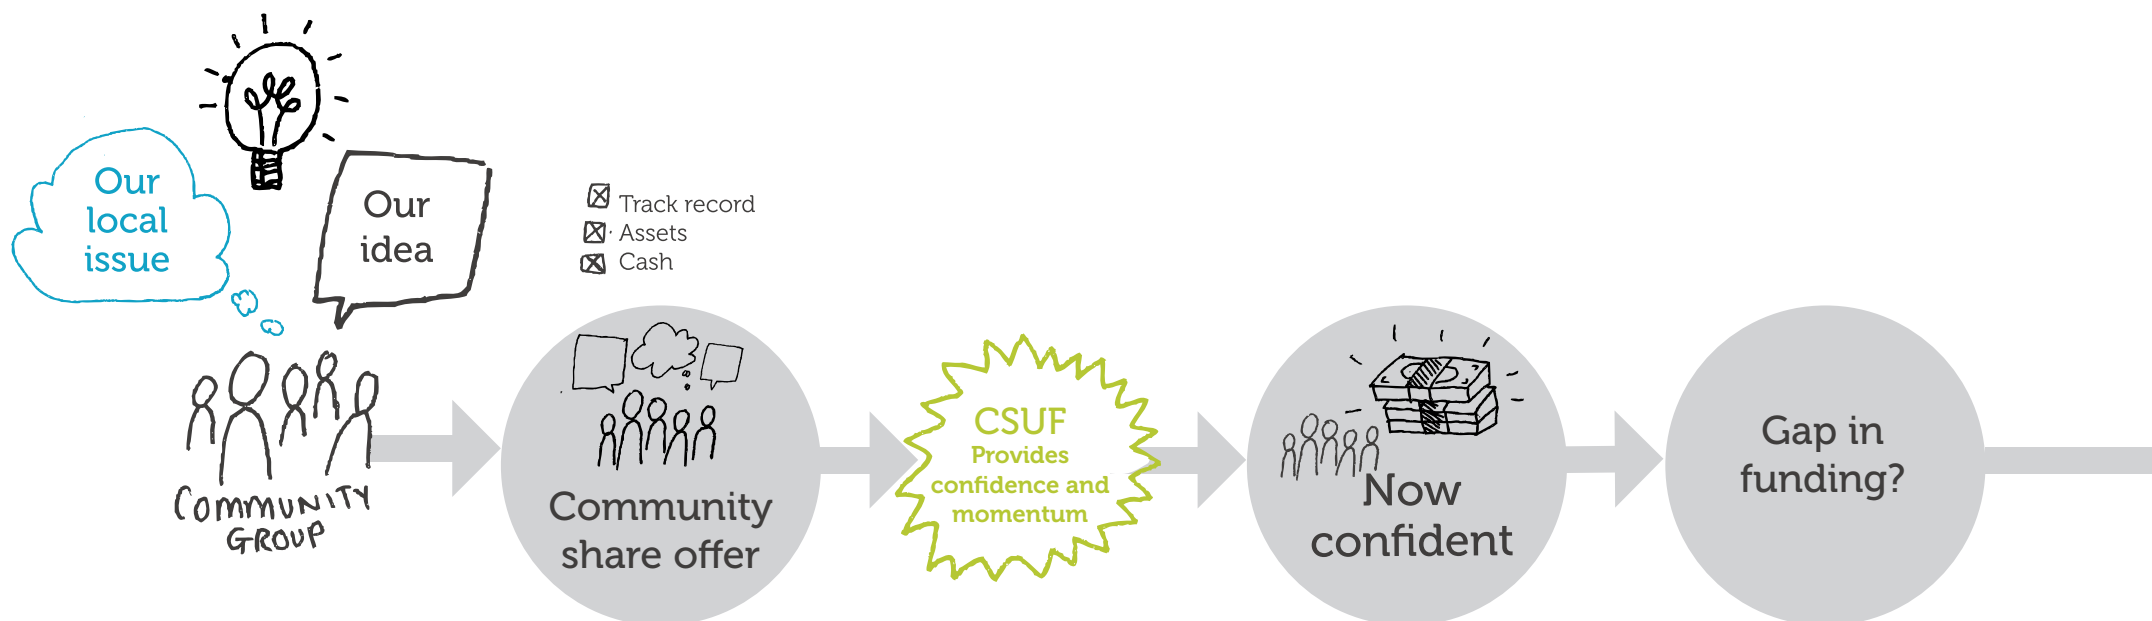 Our
local
issue
Our
idea
COMMUNITY
GROUP
Track record
Assets
Cash
Community
share offer
CSUF
Provides
confidence and
momentum
Now
confident
Gap in
funding?